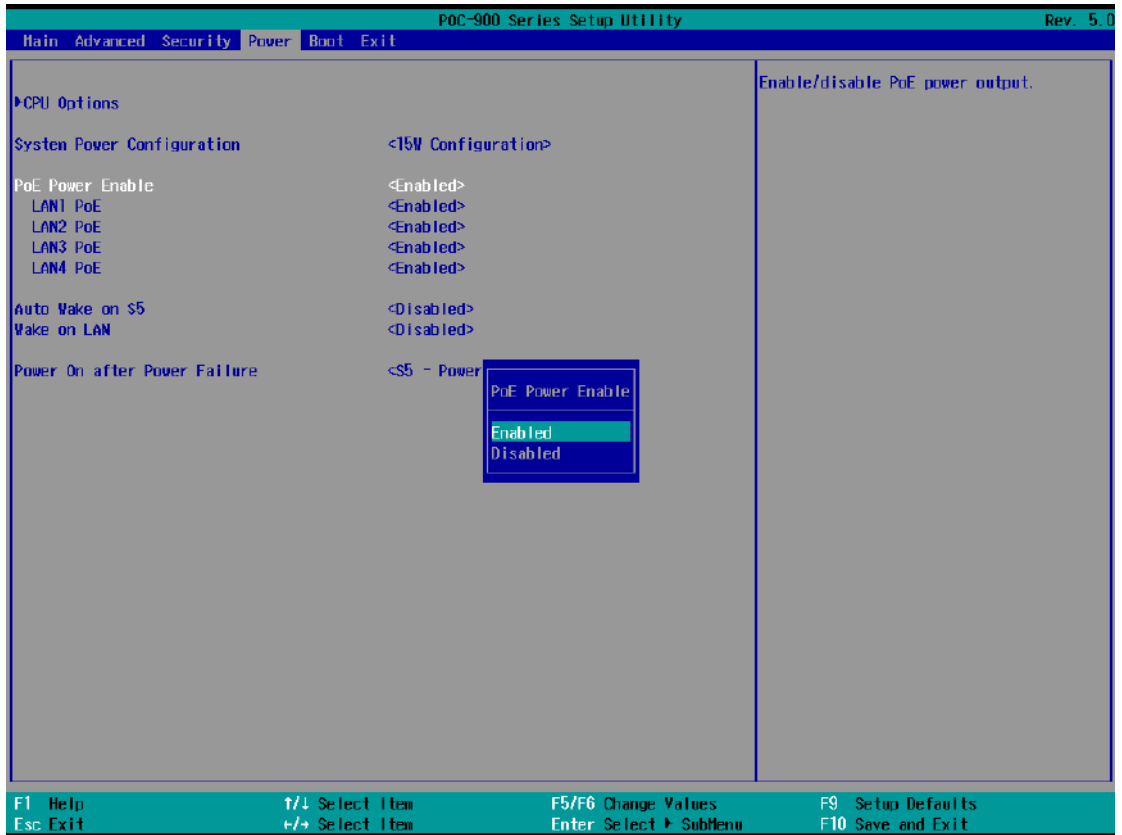 POC-900 Series Setup Utility Rev. 5.0
Main Advanced Security Power Boot Exit
Enable/disable PoE power output.
▶CPU Options
System Power Configuration <15W Configuration>
PoE Power Enable <Enabled>
LAN1 PoE <Enabled>
LAN2 PoE <Enabled>
LAN3 PoE <Enabled>
LAN4 PoE <Enabled>
Auto Wake on S5 <Disabled>
Wake on LAN <Disabled>
Power On after Power Failure <S5 - Power
PoE Power Enable
Enabled
Disabled
F1 Help ↑/↓ Select Item F5/F6 Change Values F9 Setup Defaults
Esc Exit ←/→ Select Item Enter Select ▶ SubMenu F10 Save and Exit